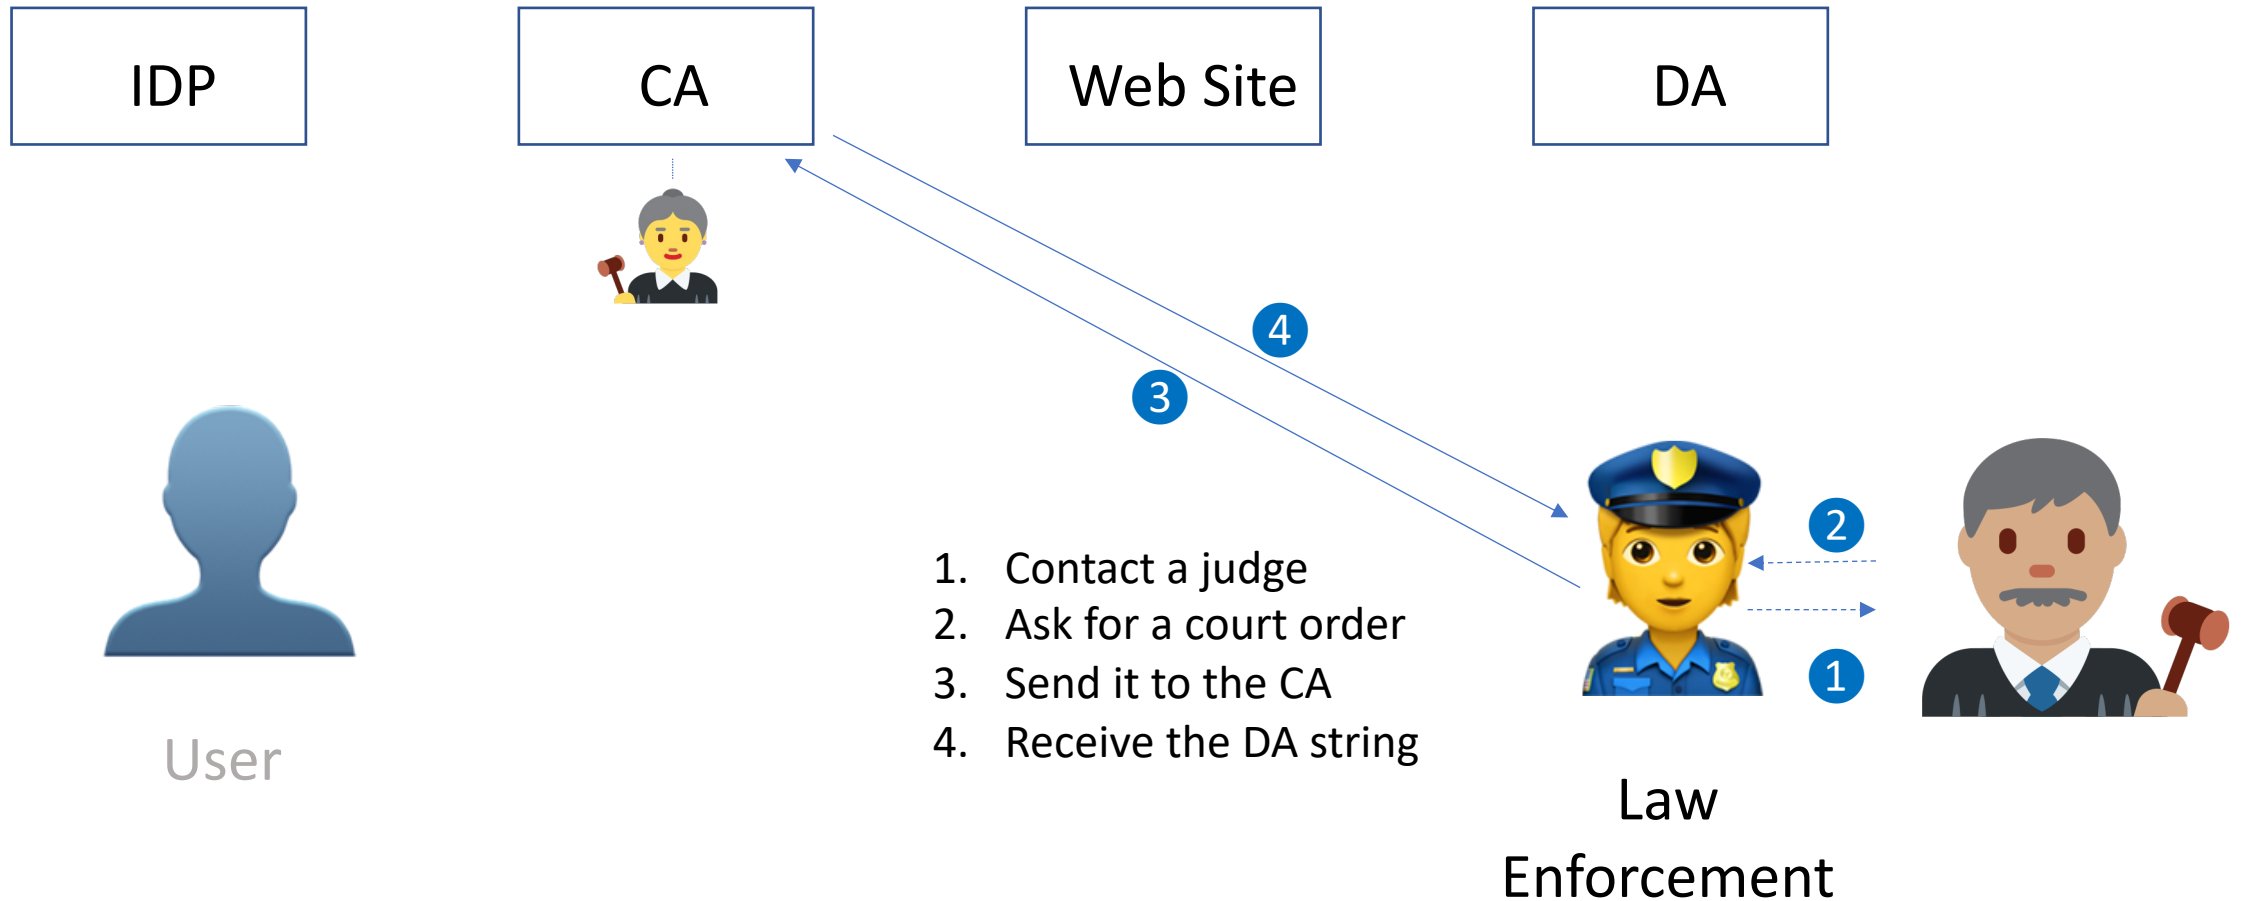 IDP
CA
Web Site
DA
4
3
2
1. Contact a judge
2. Ask for a court order
3. Send it to the CA
1
4. Receive the DA string
User
Law
Enforcement